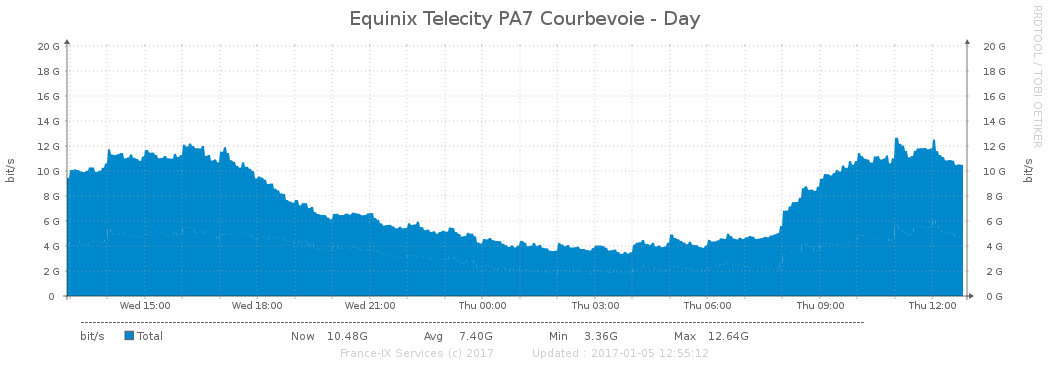 Equinix Telecity PA7 Courbevoie - Day
RRDTOOL / TOBI OETIKER
20 G 20 G
18 G 18 G
16 G 16 G
14 G 14 G
12 G 12 G
10 G 10 G
8 G 8 G
6 G 6 G
4 G 4 G
2 G 2 G
0 0 G
bit/s
bit/s
Wed 15:00 Wed 18:00 Wed 21:00 Thu 00:00 Thu 03:00 Thu 06:00 Thu 09:00 Thu 12:00
bit/s Total Now 10.48G Avg 7.40G Min 3.36G Max 12.64G
France-IX Services (c) 2017 Updated : 2017-01-05 12:55:12